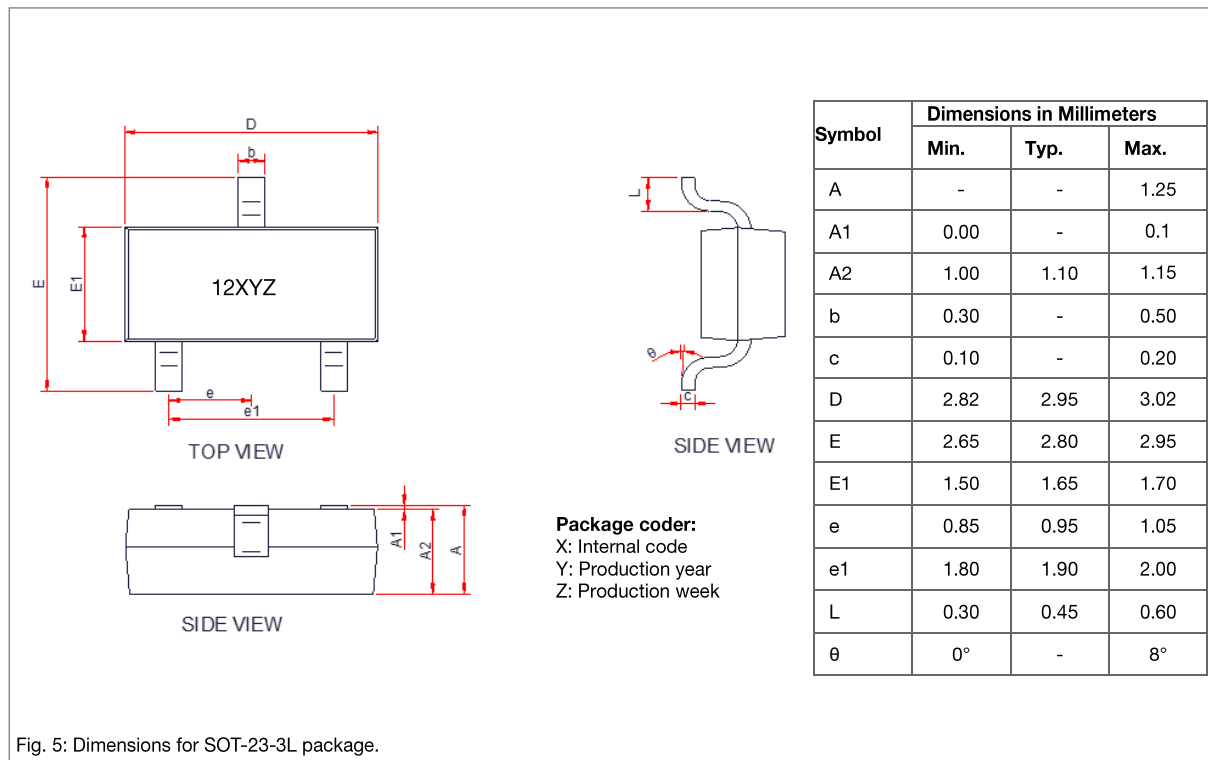 D
b
E
E1
12XYZ
e
e1
TOP VIEW
L
θ
c
SIDE VIEW
A1
A2
A
SIDE VIEW
Package coder:
X: Internal code
Y: Production year
Z: Production week
Symbol Dimensions in Millimeters
Min. Typ. Max.
A - - 1.25
A1 0.00 - 0.1
A2 1.00 1.10 1.15
b 0.30 - 0.50
c 0.10 - 0.20
D 2.82 2.95 3.02
E 2.65 2.80 2.95
E1 1.50 1.65 1.70
e 0.85 0.95 1.05
e1 1.80 1.90 2.00
L 0.30 0.45 0.60
θ 0° - 8°
Fig. 5: Dimensions for SOT-23-3L package.